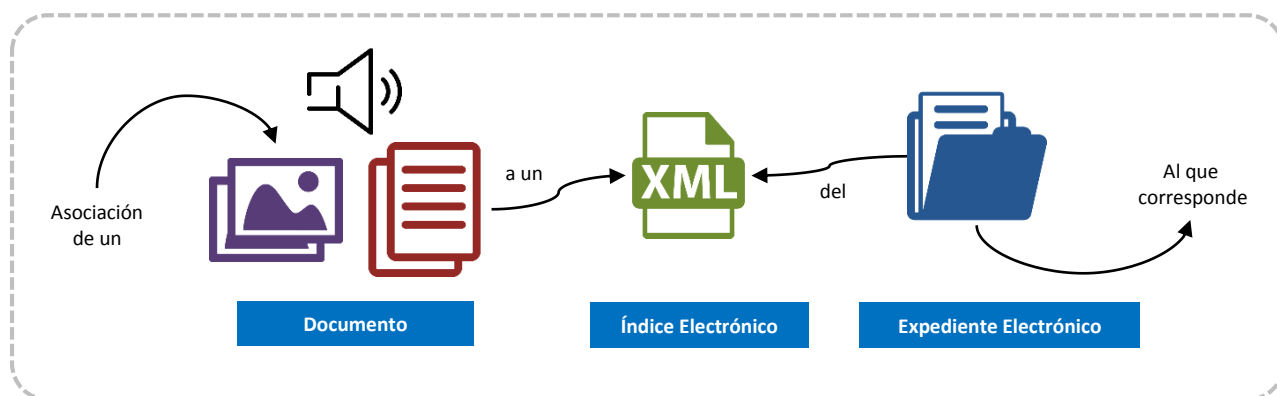 Asociación
de un
a un
XML
del
Al que
corresponde
Documento
Índice Electrónico
Expediente Electrónico